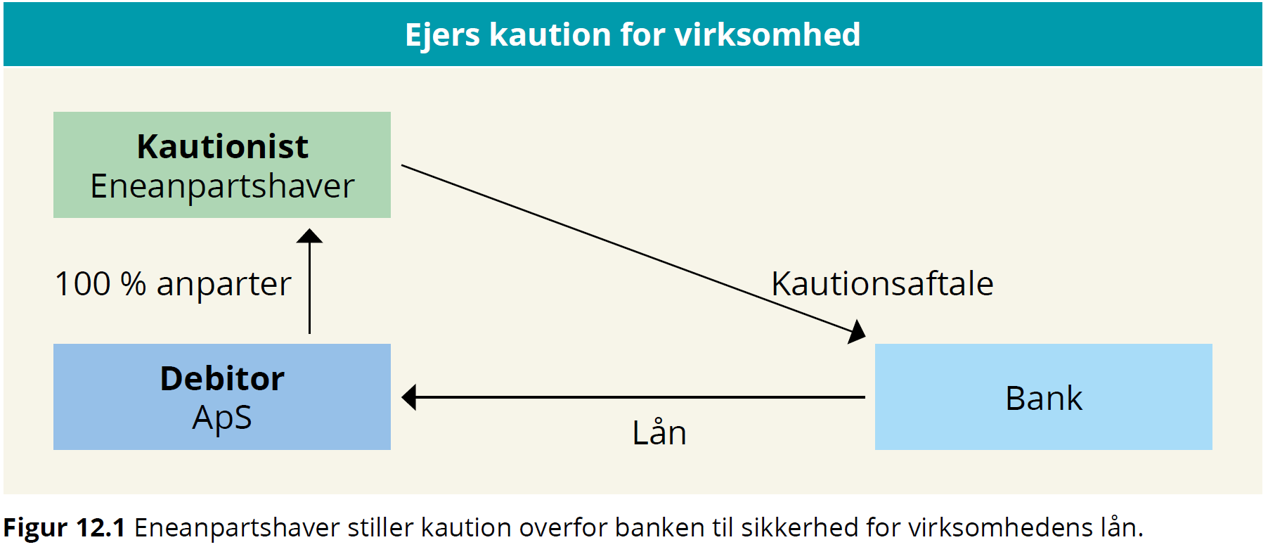 Ejers kaution for virksomhed
Kautionist
Eneanpartshaver
100 % anparter
Kautionsaftale
Debitor
ApS
Bank
Lån
Figur 12.1 Eneanpartshaver stiller kaution overfor banken til sikkerhed for virksomhedens lån.